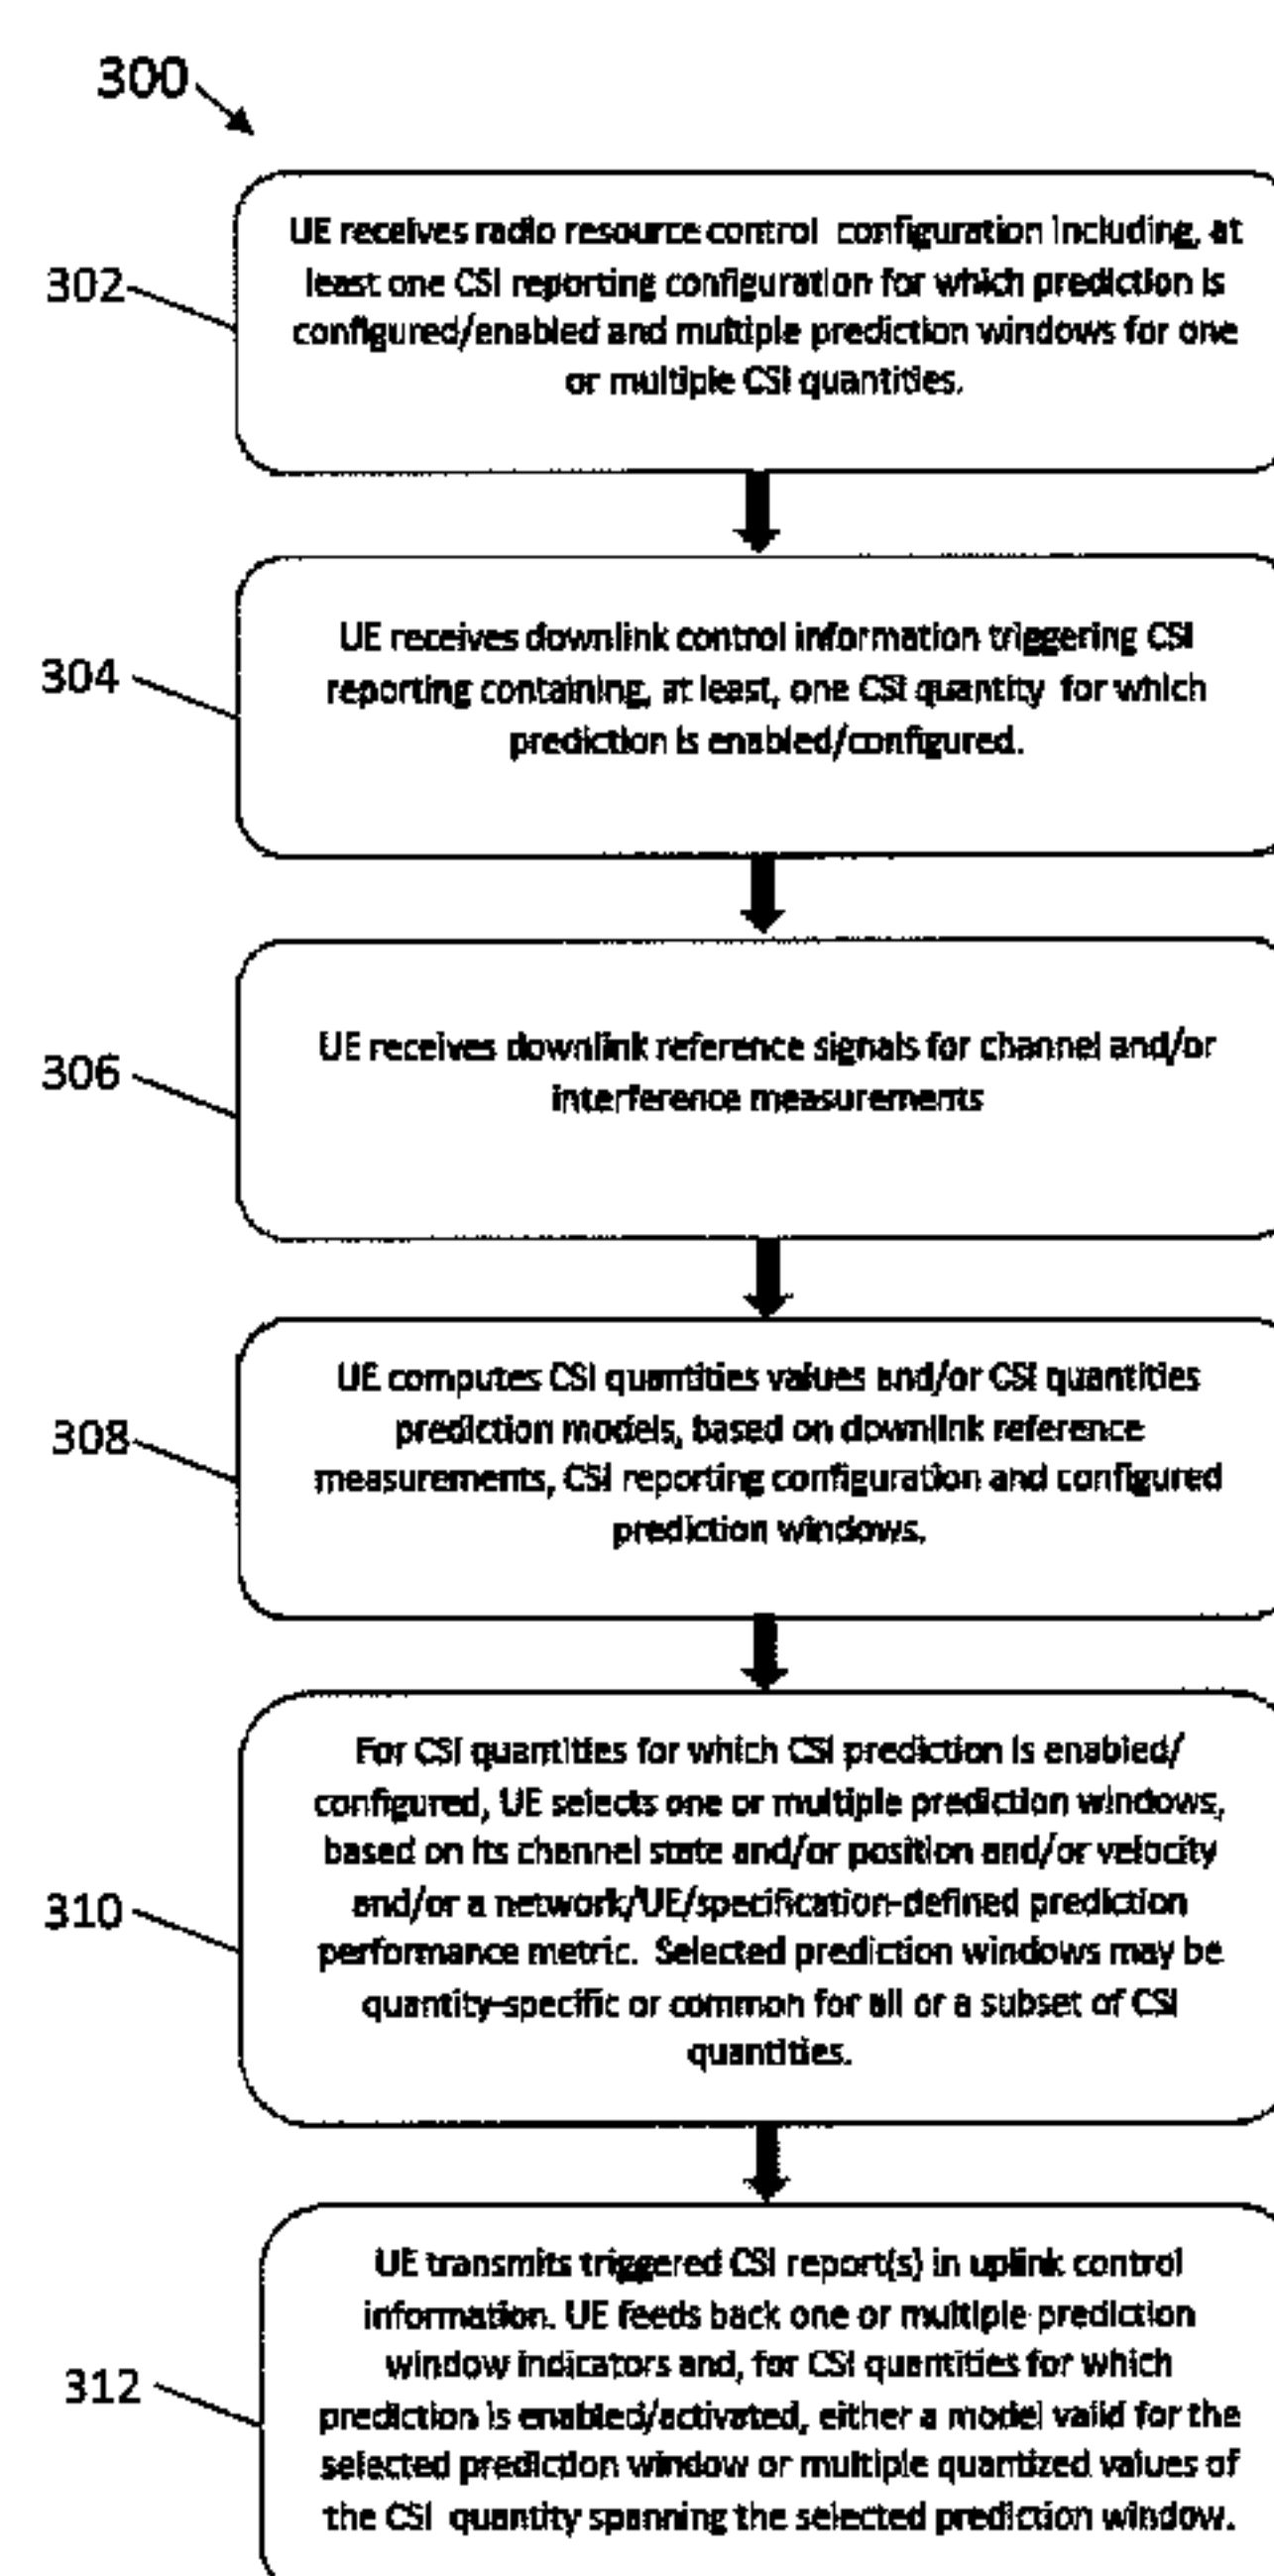 300
302
UE receives radio resource control configuration including, at
least one CSI reporting configuration for which prediction is
configured/enabled and multiple prediction windows for one
or multiple CSI quantities.
304
UE receives downlink control information triggering CSI
reporting containing, at least, one CSI quantity for which
prediction is enabled/configured.
306
UE receives downlink reference signals for channel and/or
interference measurements
308
UE computes CSI quantities values and/or CSI quantities
prediction models, based on downlink reference
measurements, CSI reporting configuration and configured
prediction windows.
310
For CSI quantities for which CSI prediction is enabled/
configured, UE selects one or multiple prediction windows,
based on its channel state and/or position and/or velocity
and/or a network/UE/specification-defined prediction
performance metric. Selected prediction windows may be
quantity-specific or common for all or a subset of CSI
quantities.
312
UE transmits triggered CSI report(s) in uplink control
information. UE feeds back one or multiple prediction
window indicators and, for CSI quantities for which
prediction is enabled/activated, either a model valid for the
selected prediction window or multiple quantized values of
the CSI quantity spanning the selected prediction window.